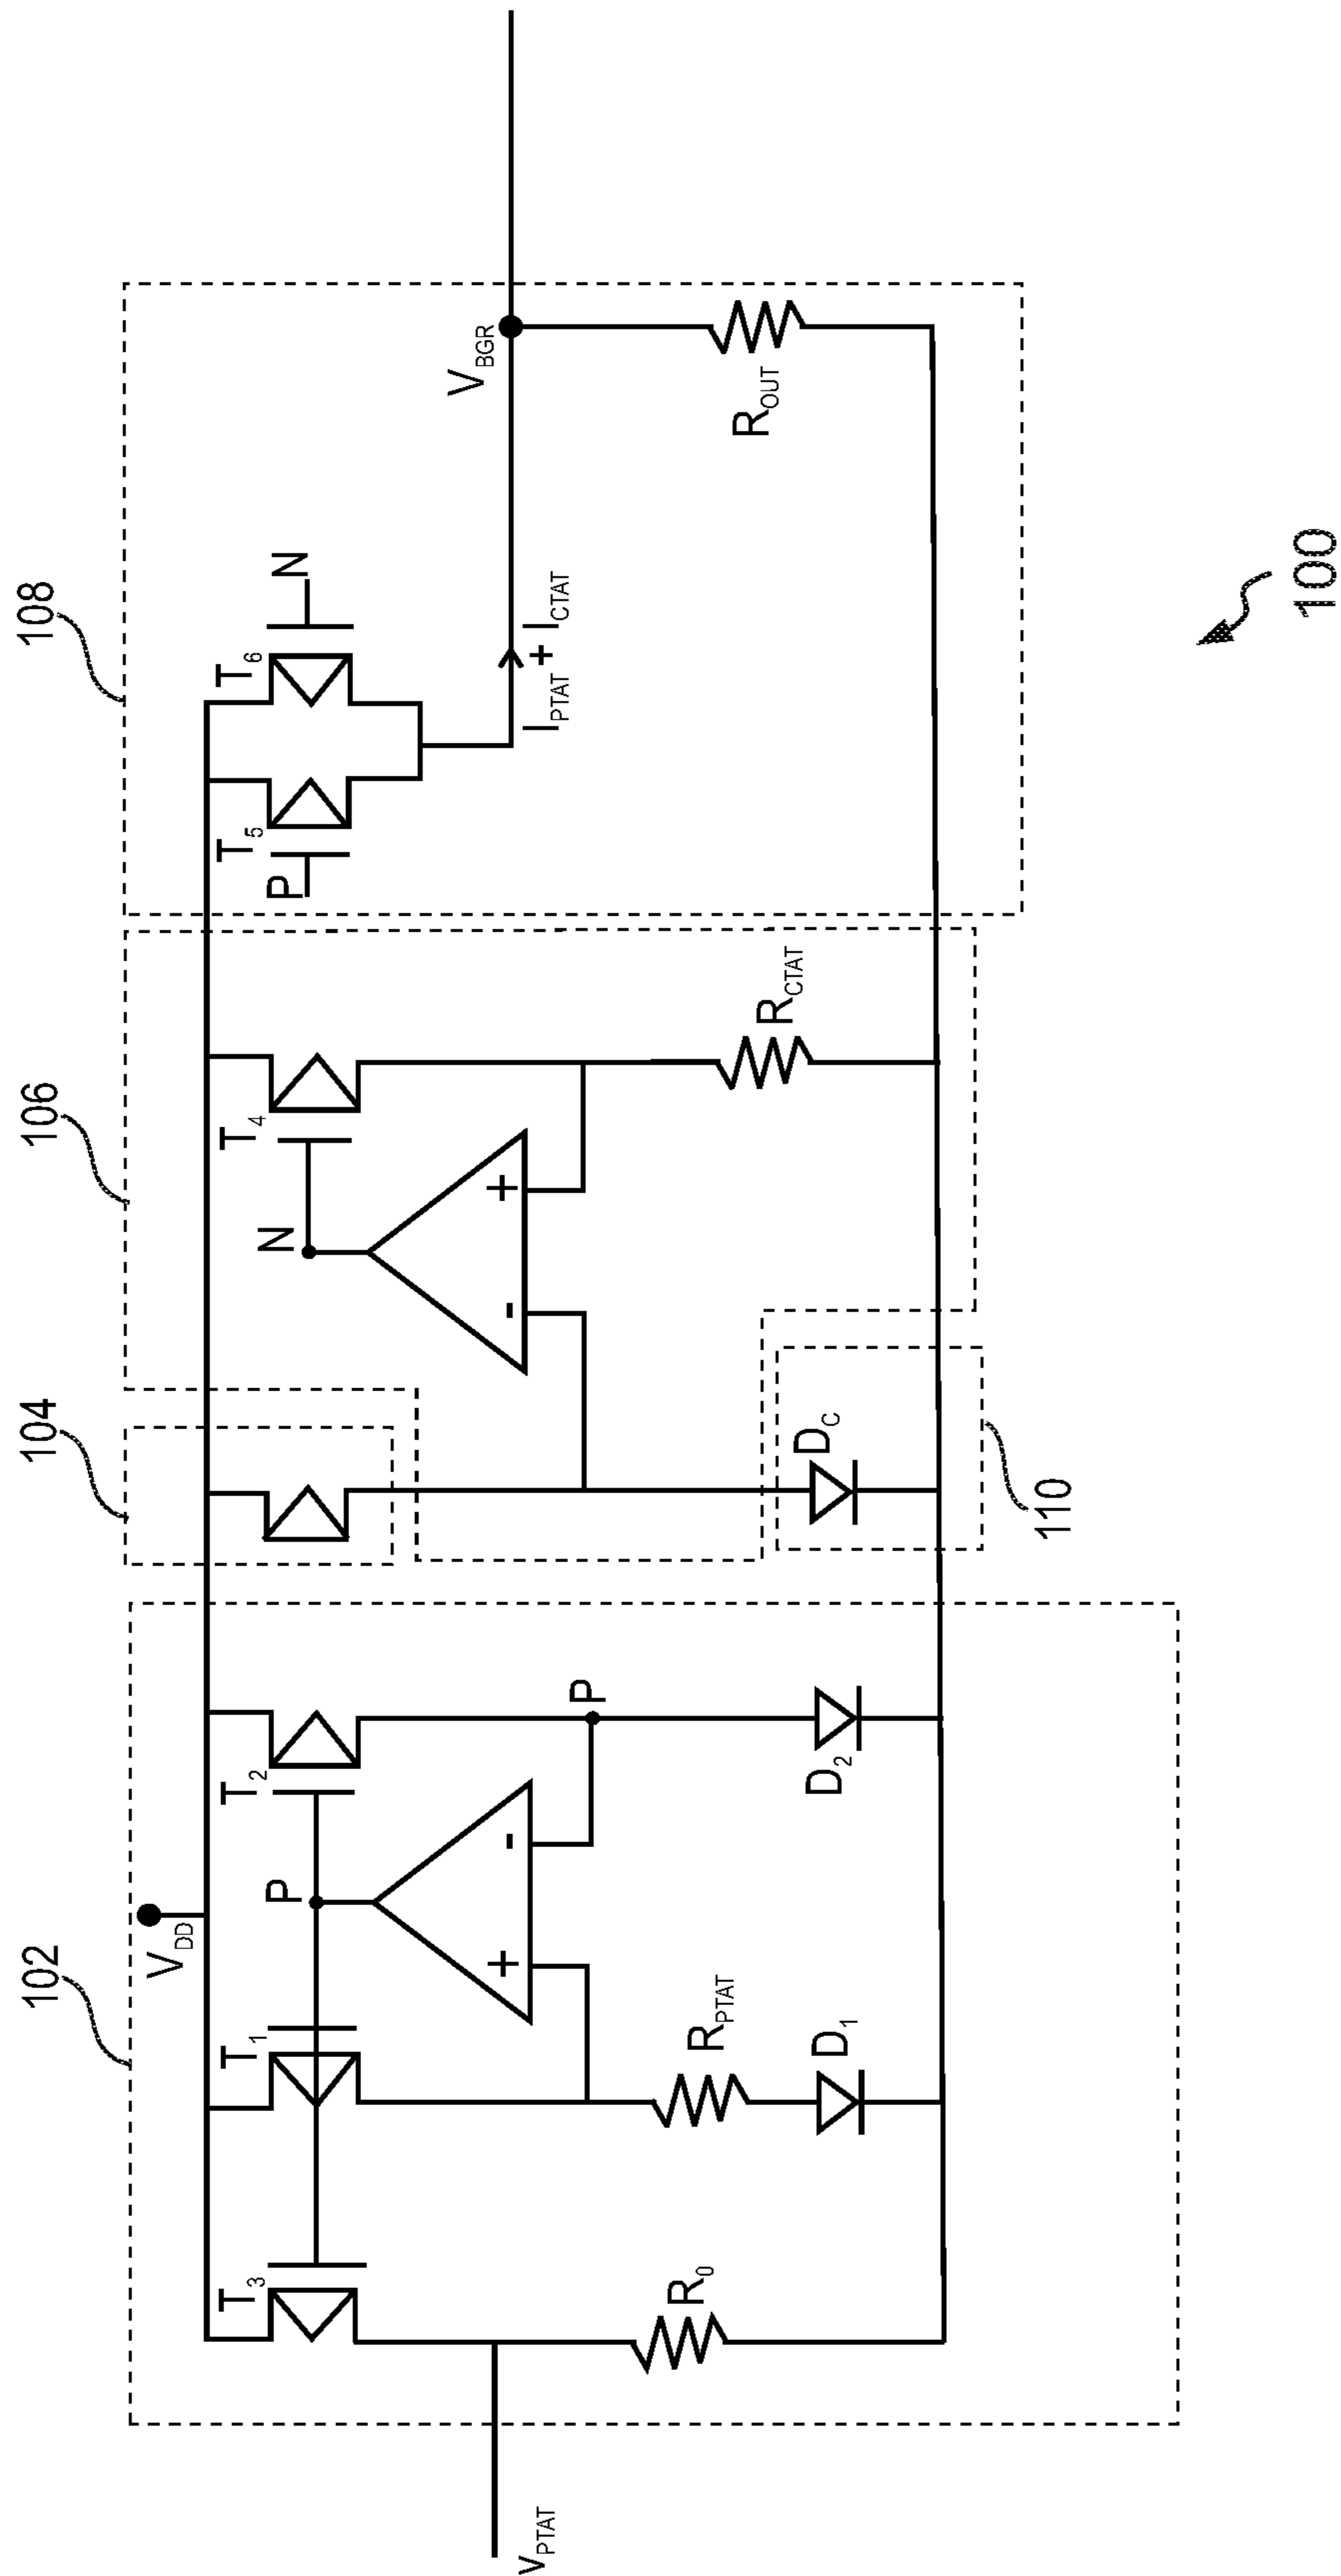 102
104
106
108
V_DD
T_3
T_1
P
T_2
N
T_4
T_5
P
T_6
N
+
-
P
-
+
I_PTAT + I_CTAT
V_BGR
V_PTAT
R_0
R_PTAT
D_1
D_2
D_C
R_CTAT
R_OUT
110
100